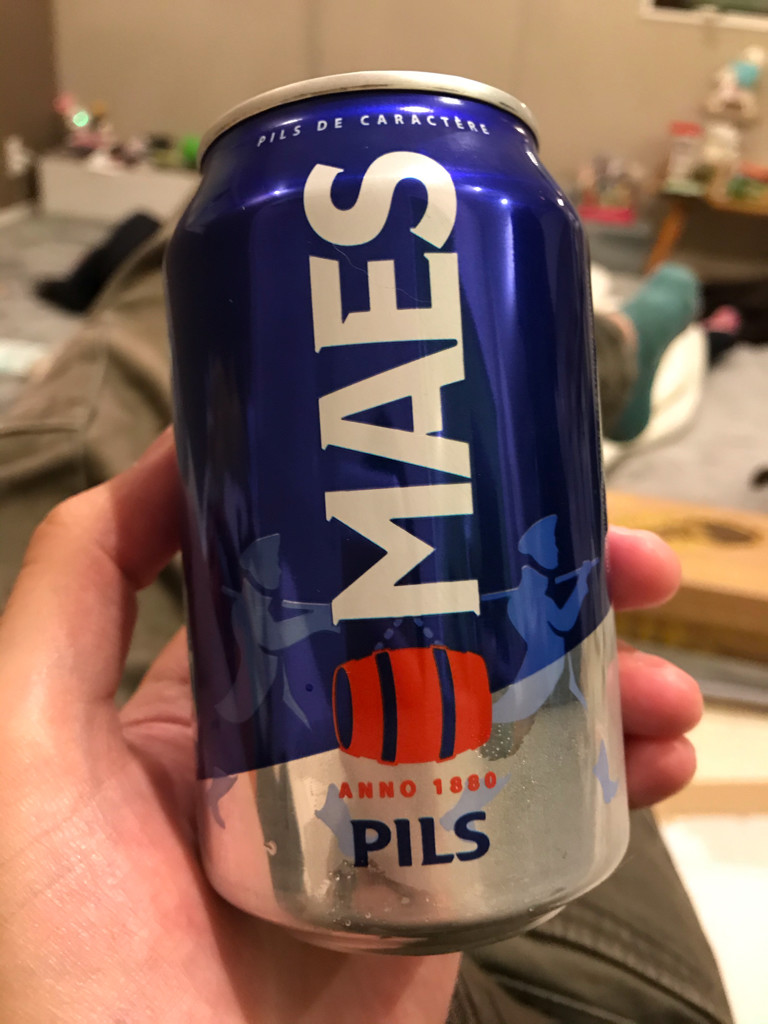 PILS DE CARACTÈRE
MAES
ANNO 1880
PILS